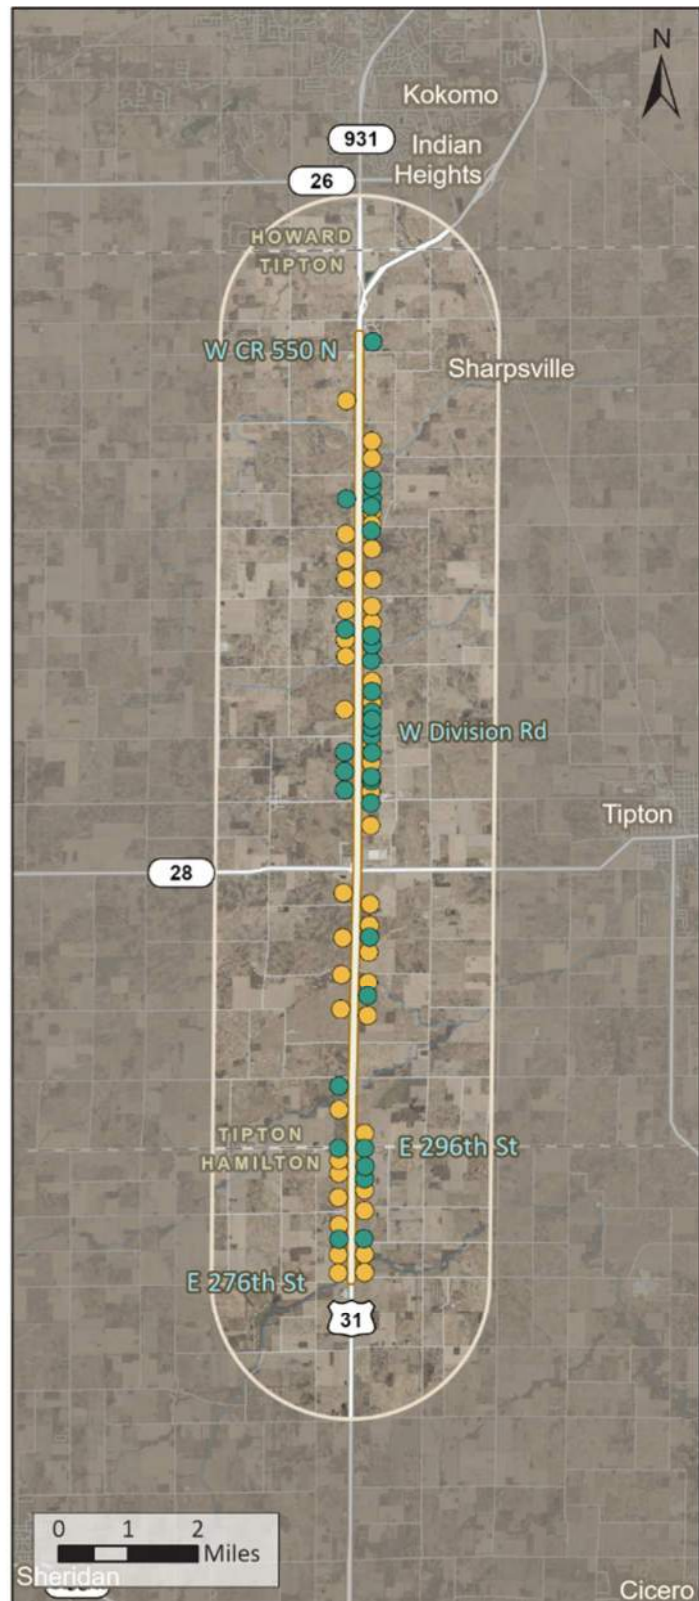 N
Kokomo
931
Indian
Heights
26
HOWARD
TIPTON
W CR 550 N
Sharpsville
W Division Rd
Tipton
28
TIPTON
HAMILTON
E 296th St
E 276th St
31
0 1 2
Miles
Sheridan
Cicero